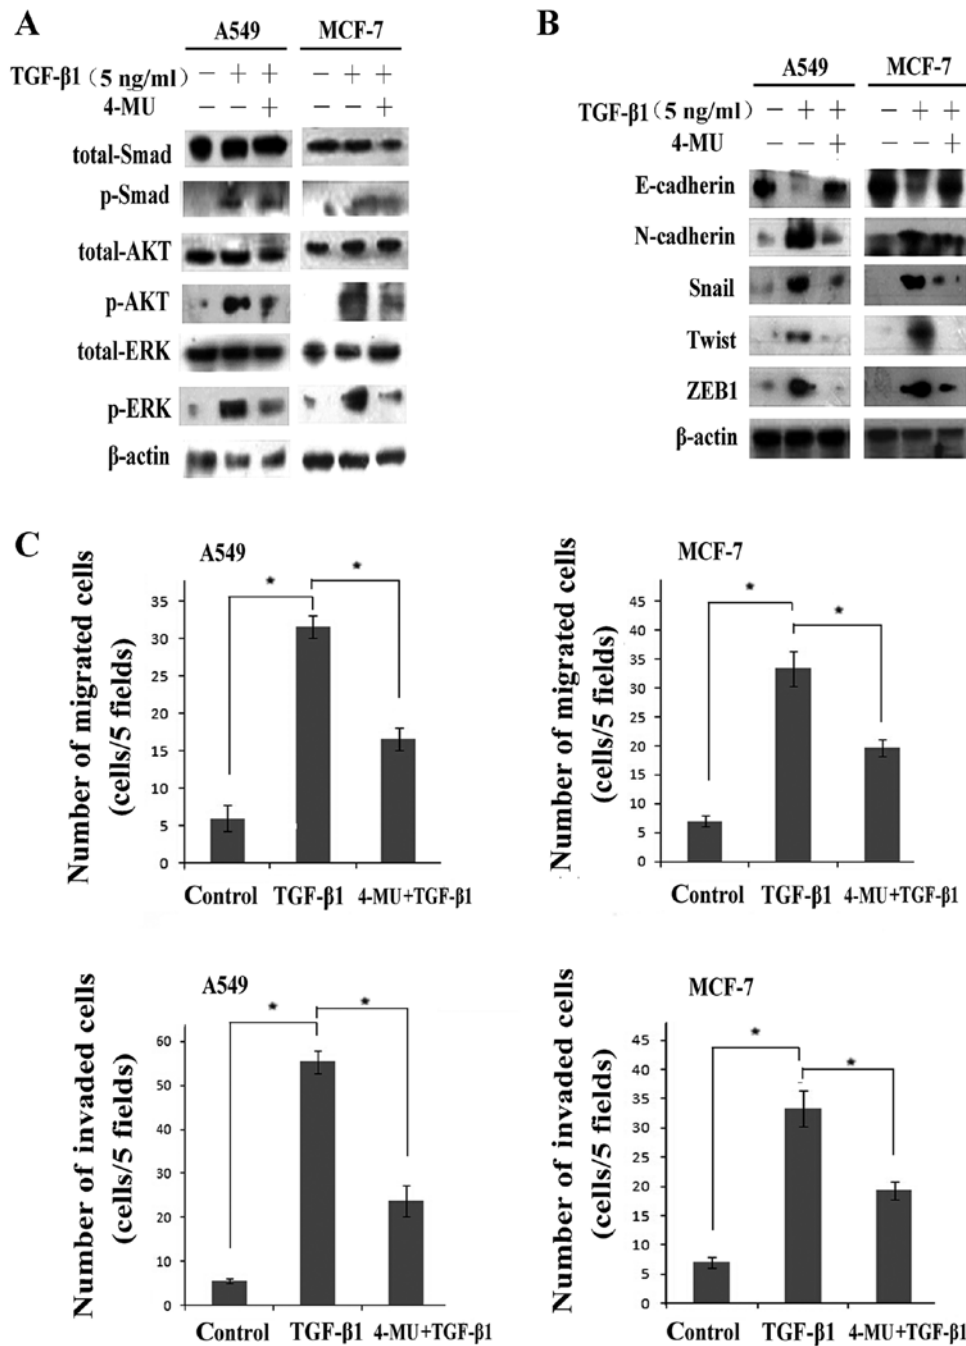 A
A549 MCF-7
TGF-β1 (5 ng/ml) − + + − + +
4-MU − − + − − +
total-Smad
p-Smad
total-AKT
p-AKT
total-ERK
p-ERK
β-actin
B
A549 MCF-7
TGF-β1 (5 ng/ml) − + + − + +
4-MU − − + − − +
E-cadherin
N-cadherin
Snail
Twist
ZEB1
β-actin
C
A549
Number of migrated cells
(cells/5 fields)
* *
35
30
25
20
15
10
5
0
Control TGF-β1 4-MU+TGF-β1
MCF-7
Number of migrated cells
(cells/5 fields)
* *
45
40
35
30
25
20
15
10
5
0
Control TGF-β1 4-MU+TGF-β1
A549
Number of invaded cells
(cells/5 fields)
* *
60
50
40
30
20
10
0
Control TGF-β1 4-MU+TGF-β1
MCF-7
Number of invaded cells
(cells/5 fields)
* *
45
40
35
30
25
20
15
10
5
0
Control TGF-β1 4-MU+TGF-β1